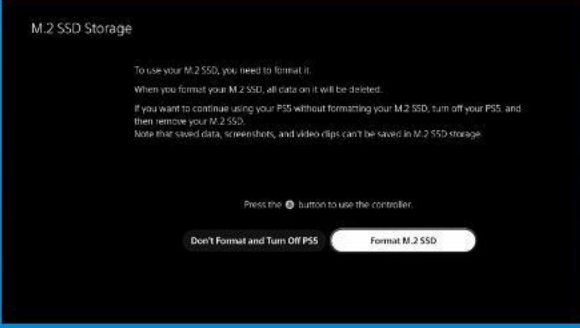 M.2 SSD Storage
To use your M.2 SSD, you need to format it.
When you format your M.2 SSD, all data on it will be deleted.
If you want to continue using your PS5 without formatting your M.2 SSD, turn off your PS5, and
then remove your M.2 SSD.
Note that saved data, screenshots, and video clips can't be saved in M.2 SSD storage.
Press the button to use the controller.
Don't Format and Turn Off PS5
Format M.2 SSD